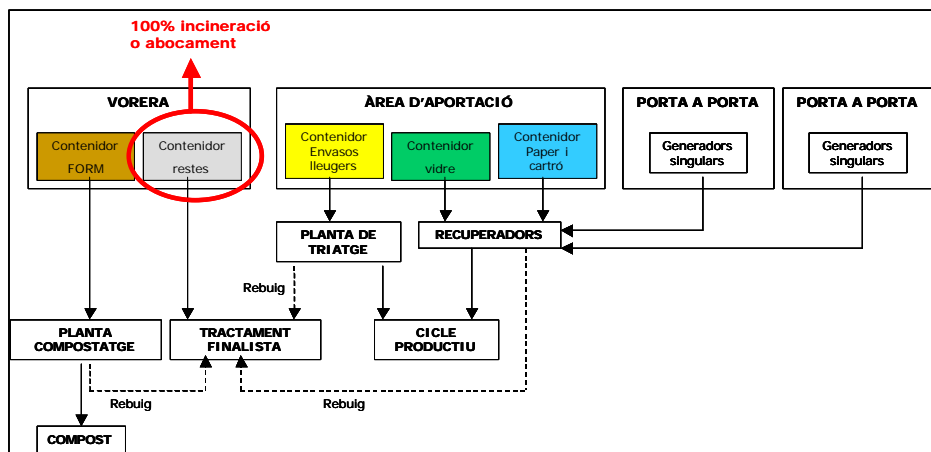 100% incineració
o abocament
VORERA
ÀREA D'APORTACIÓ
PORTA A PORTA
PORTA A PORTA
Contenidor
FORM
Contenidor
restes
Contenidor
Envasos
lleugers
Contenidor
vidre
Contenidor
Paper i
cartró
Generadors
singulars
Generadors
singulars
PLANTA DE
TRIATGE
RECUPERADORS
Rebuig
PLANTA
COMPOSTATGE
TRACTAMENT
FINALISTA
CICLE
PRODUCTIU
Rebuig
Rebuig
COMPOST